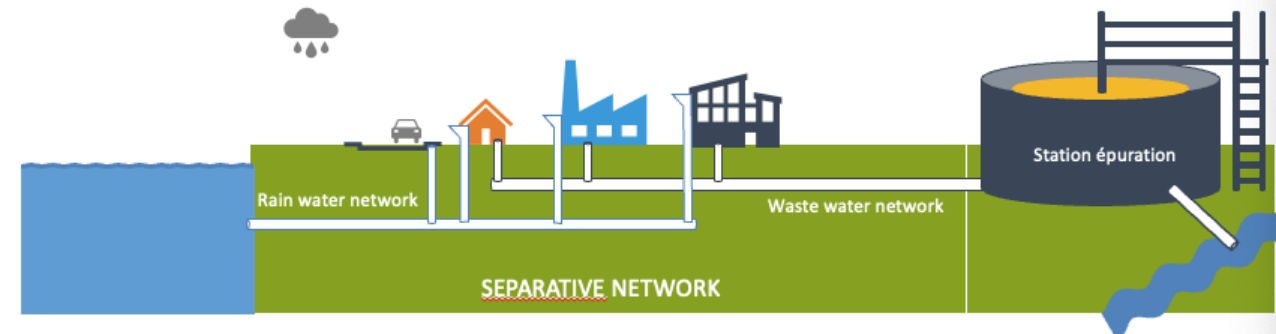 Station épuration
Rain water network
Waste water network
SEPARATIVE NETWORK